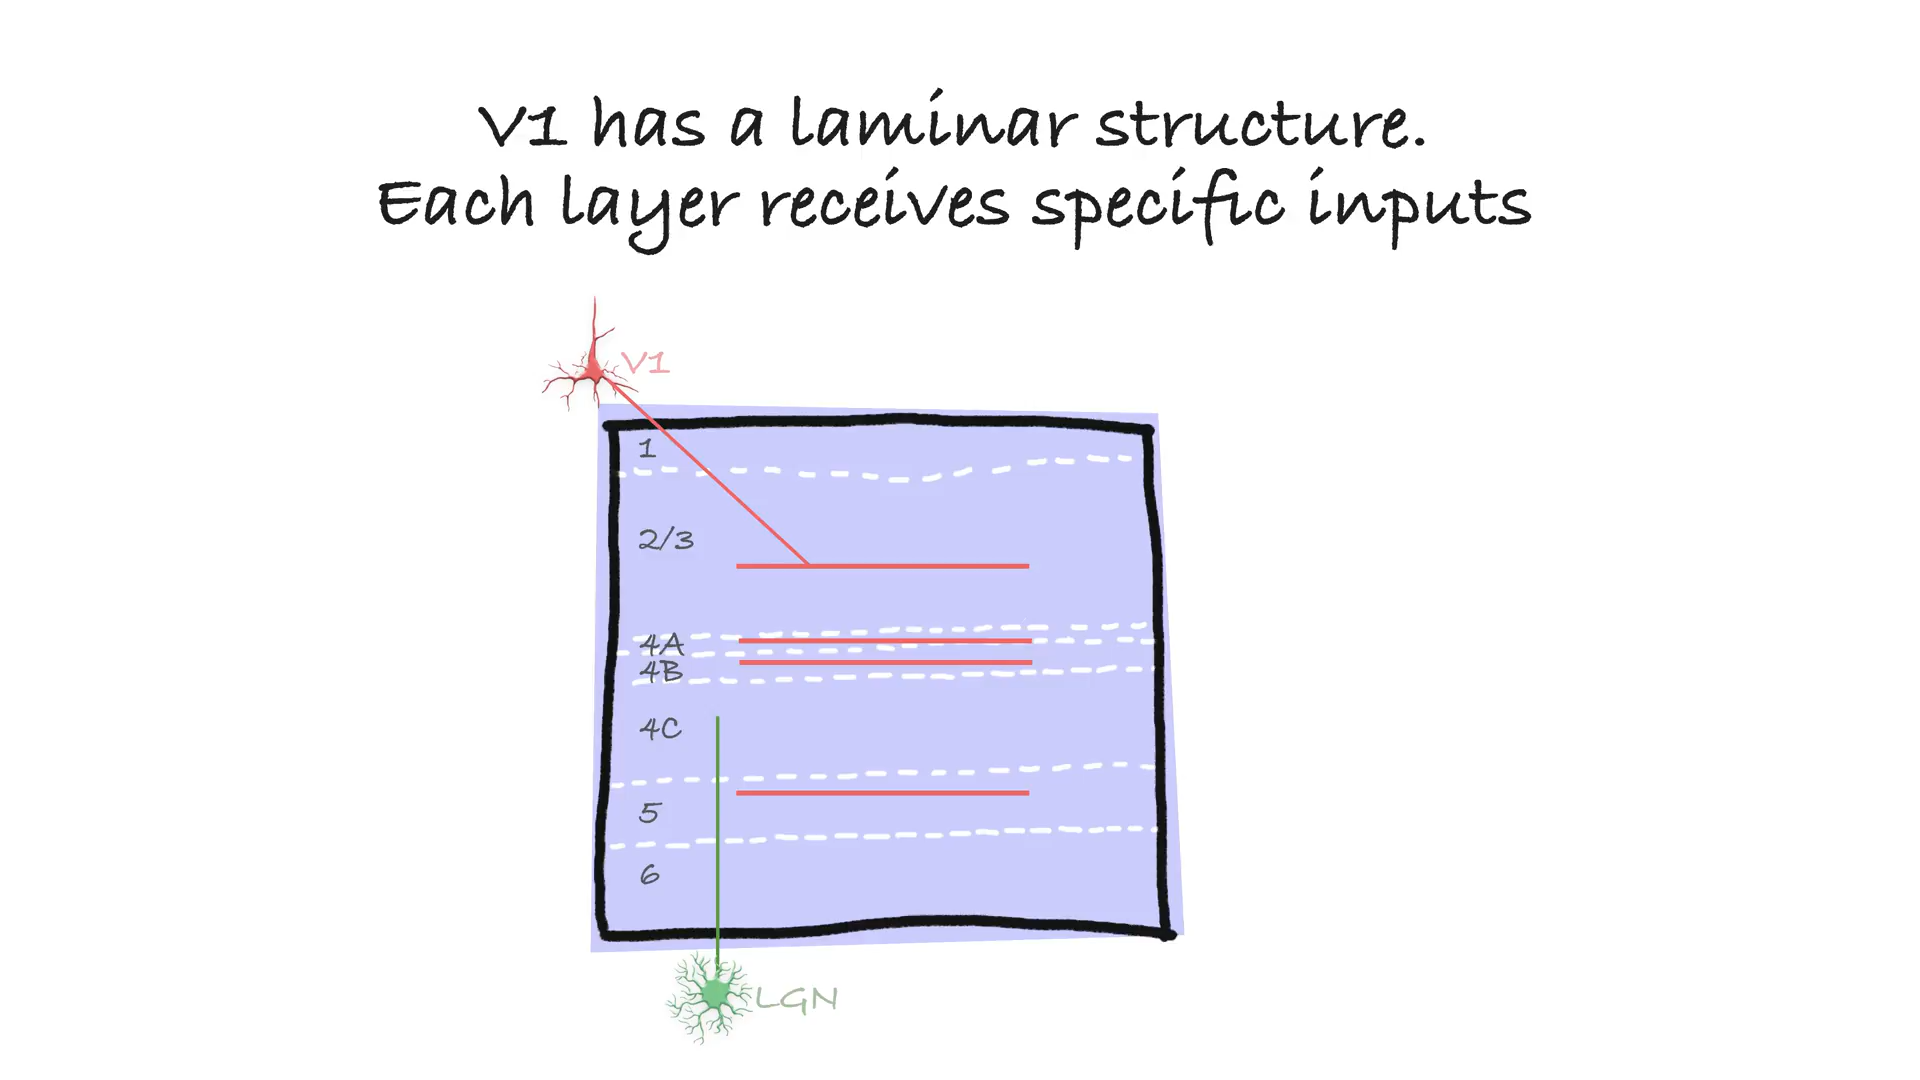 V1 has a laminar structure.
Each layer receives specific inputs
V1
1
2/3
4A
4B
4C
5
6
LGN